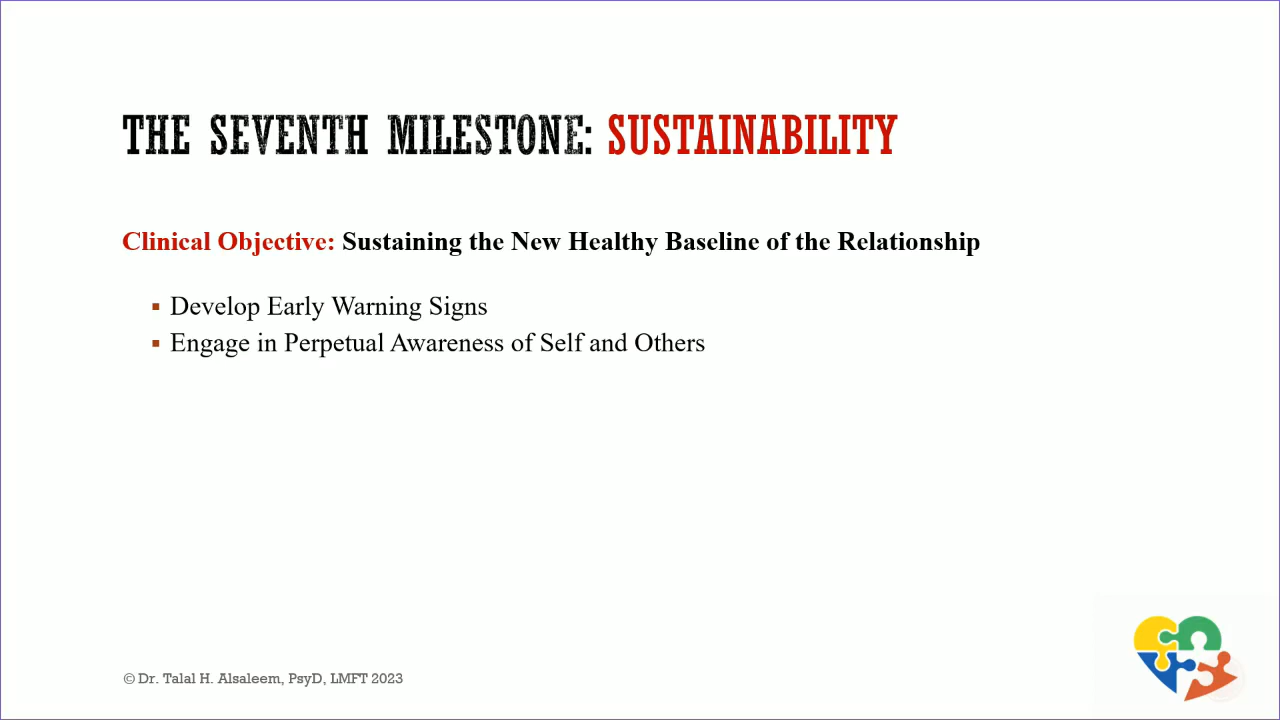 THE SEVENTH MILESTONE: SUSTAINABILITY
Clinical Objective: Sustaining the New Healthy Baseline of the Relationship
▪ Develop Early Warning Signs
▪ Engage in Perpetual Awareness of Self and Others
© Dr. Talal H. Alsaleem, PsyD, LMFT 2023